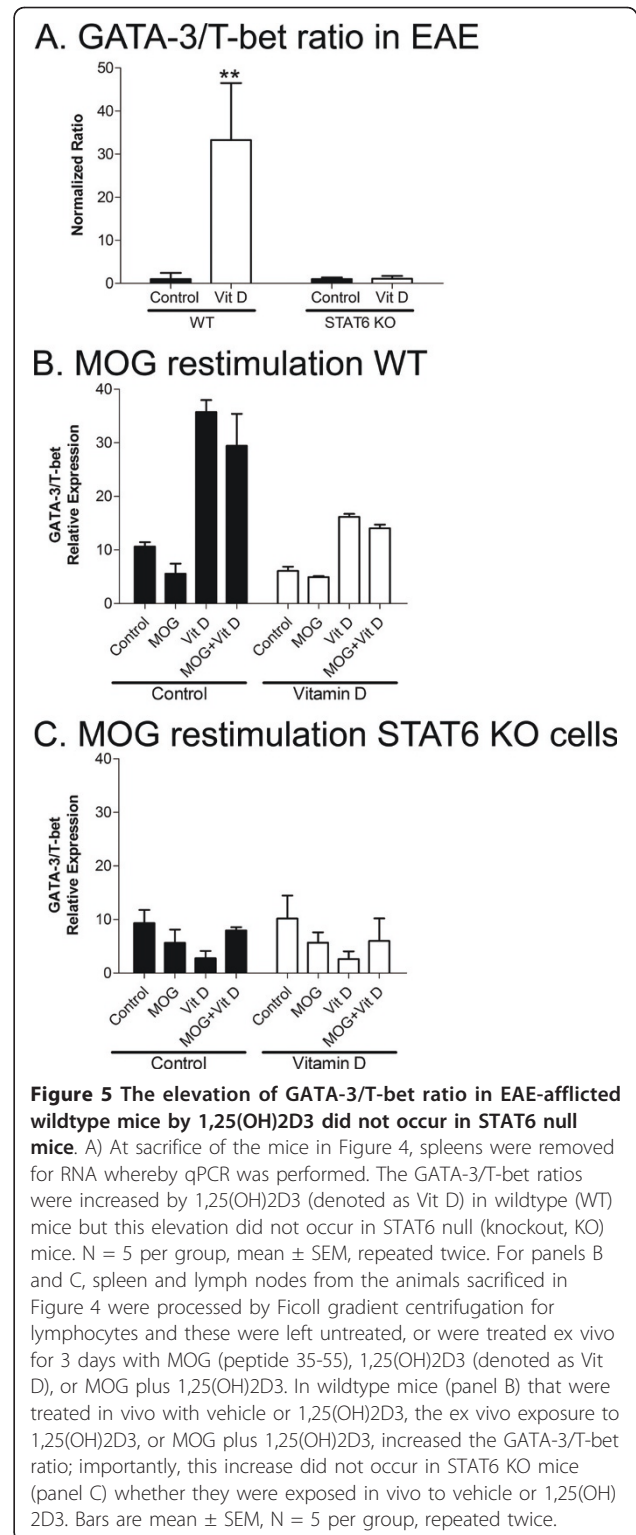 A. GATA-3/T-bet ratio in EAE
50
40
30
20
10
0
Normalized Ratio
**
Control Vit D Control Vit D
WT STAT6 KO
B. MOG restimulation WT
40
30
20
10
0
GATA-3/T-bet
Relative Expression
Control MOG Vit D MOG+Vit D Control MOG Vit D MOG+Vit D
Control Vitamin D
C. MOG restimulation STAT6 KO cells
40
30
20
10
0
GATA-3/T-bet
Relative Expression
Control MOG Vit D MOG+Vit D Control MOG Vit D MOG+Vit D
Control Vitamin D
Figure 5 The elevation of GATA-3/T-bet ratio in EAE-afflicted
wildtype mice by 1,25(OH)2D3 did not occur in STAT6 null
mice. A) At sacrifice of the mice in Figure 4, spleens were removed
for RNA whereby qPCR was performed. The GATA-3/T-bet ratios
were increased by 1,25(OH)2D3 (denoted as Vit D) in wildtype (WT)
mice but this elevation did not occur in STAT6 null (knockout, KO)
mice. N = 5 per group, mean ± SEM, repeated twice. For panels B
and C, spleen and lymph nodes from the animals sacrificed in
Figure 4 were processed by Ficoll gradient centrifugation for
lymphocytes and these were left untreated, or were treated ex vivo
for 3 days with MOG (peptide 35-55), 1,25(OH)2D3 (denoted as Vit
D), or MOG plus 1,25(OH)2D3. In wildtype mice (panel B) that were
treated in vivo with vehicle or 1,25(OH)2D3, the ex vivo exposure to
1,25(OH)2D3, or MOG plus 1,25(OH)2D3, increased the GATA-3/T-bet
ratio; importantly, this increase did not occur in STAT6 KO mice
(panel C) whether they were exposed in vivo to vehicle or 1,25(OH)
2D3. Bars are mean ± SEM, N = 5 per group, repeated twice.